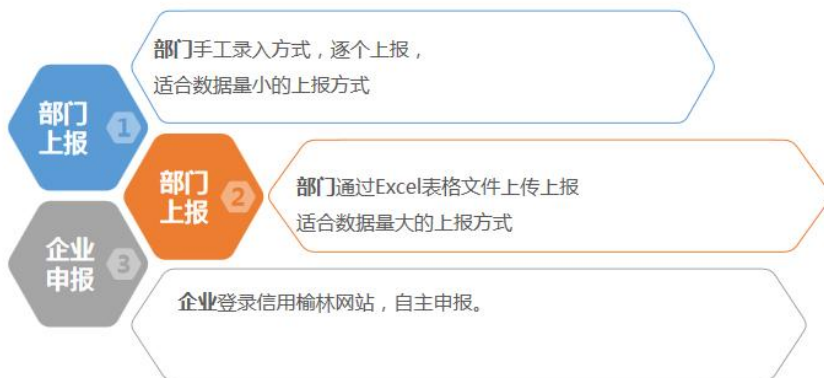 部门手工录入方式，逐个上报，
适合数据量小的上报方式
部门
上报
1
部门
上报
2
部门通过Excel表格文件上传上报
适合数据量大的上报方式
企业
申报
3
企业登录信用榆林网站，自主申报。